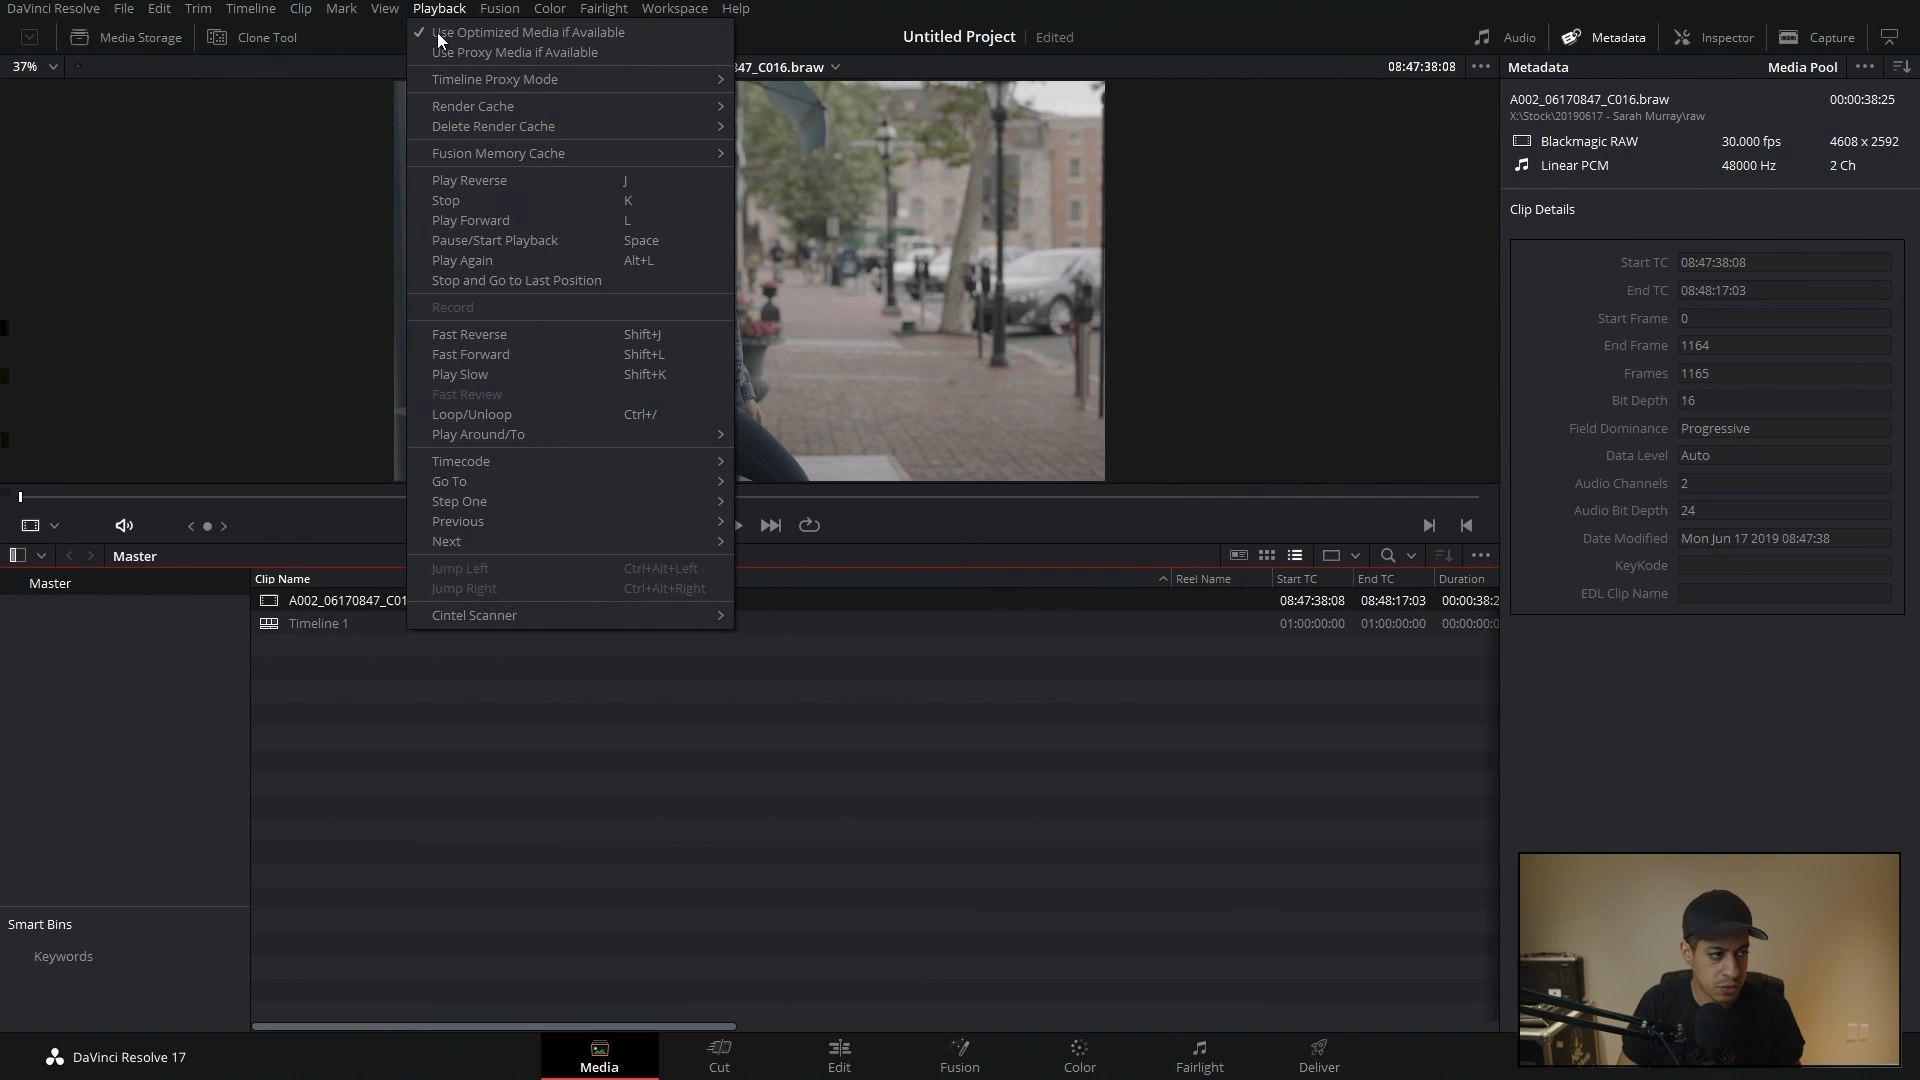 DaVinci Resolve File Edit Trim Timeline Clip Mark View Playback Fusion Color Fairlight Workspace Help
Media Storage Clone Tool
Untitled Project Edited
Audio Metadata Inspector Capture
37%
47_C016.braw
08:47:38:08
Metadata Media Pool
Use Optimized Media if Available
Use Proxy Media if Available
Timeline Proxy Mode
Render Cache
Delete Render Cache
Fusion Memory Cache
Play Reverse J
Stop K
Play Forward L
Pause/Start Playback Space
Play Again Alt+L
Stop and Go to Last Position
Record
Fast Reverse Shift+J
Fast Forward Shift+L
Play Slow Shift+K
Fast Review
Loop/Unloop Ctrl+/
Play Around/To
Timecode
Go To
Step One
Previous
Next
Jump Left Ctrl+Alt+Left
Jump Right Ctrl+Alt+Right
Cintel Scanner
A002_06170847_C016.braw 00:00:38:25
X:\Stock\20190617 - Sarah Murray\raw
Blackmagic RAW 30.000 fps 4608 x 2592
Linear PCM 48000 Hz 2 Ch
Clip Details
Start TC 08:47:38:08
End TC 08:48:17:03
Start Frame 0
End Frame 1164
Frames 1165
Bit Depth 16
Field Dominance Progressive
Data Level Auto
Audio Channels 2
Audio Bit Depth 24
Date Modified Mon Jun 17 2019 08:47:38
KeyKode
EDL Clip Name
Master
Master
Clip Name Reel Name Start TC End TC Duration
A002_06170847_C01 08:47:38:08 08:48:17:03 00:00:38:2
Timeline 1 01:00:00:00 01:00:00:00 00:00:00:0
Smart Bins
Keywords
DaVinci Resolve 17
Media Cut Edit Fusion Color Fairlight Deliver